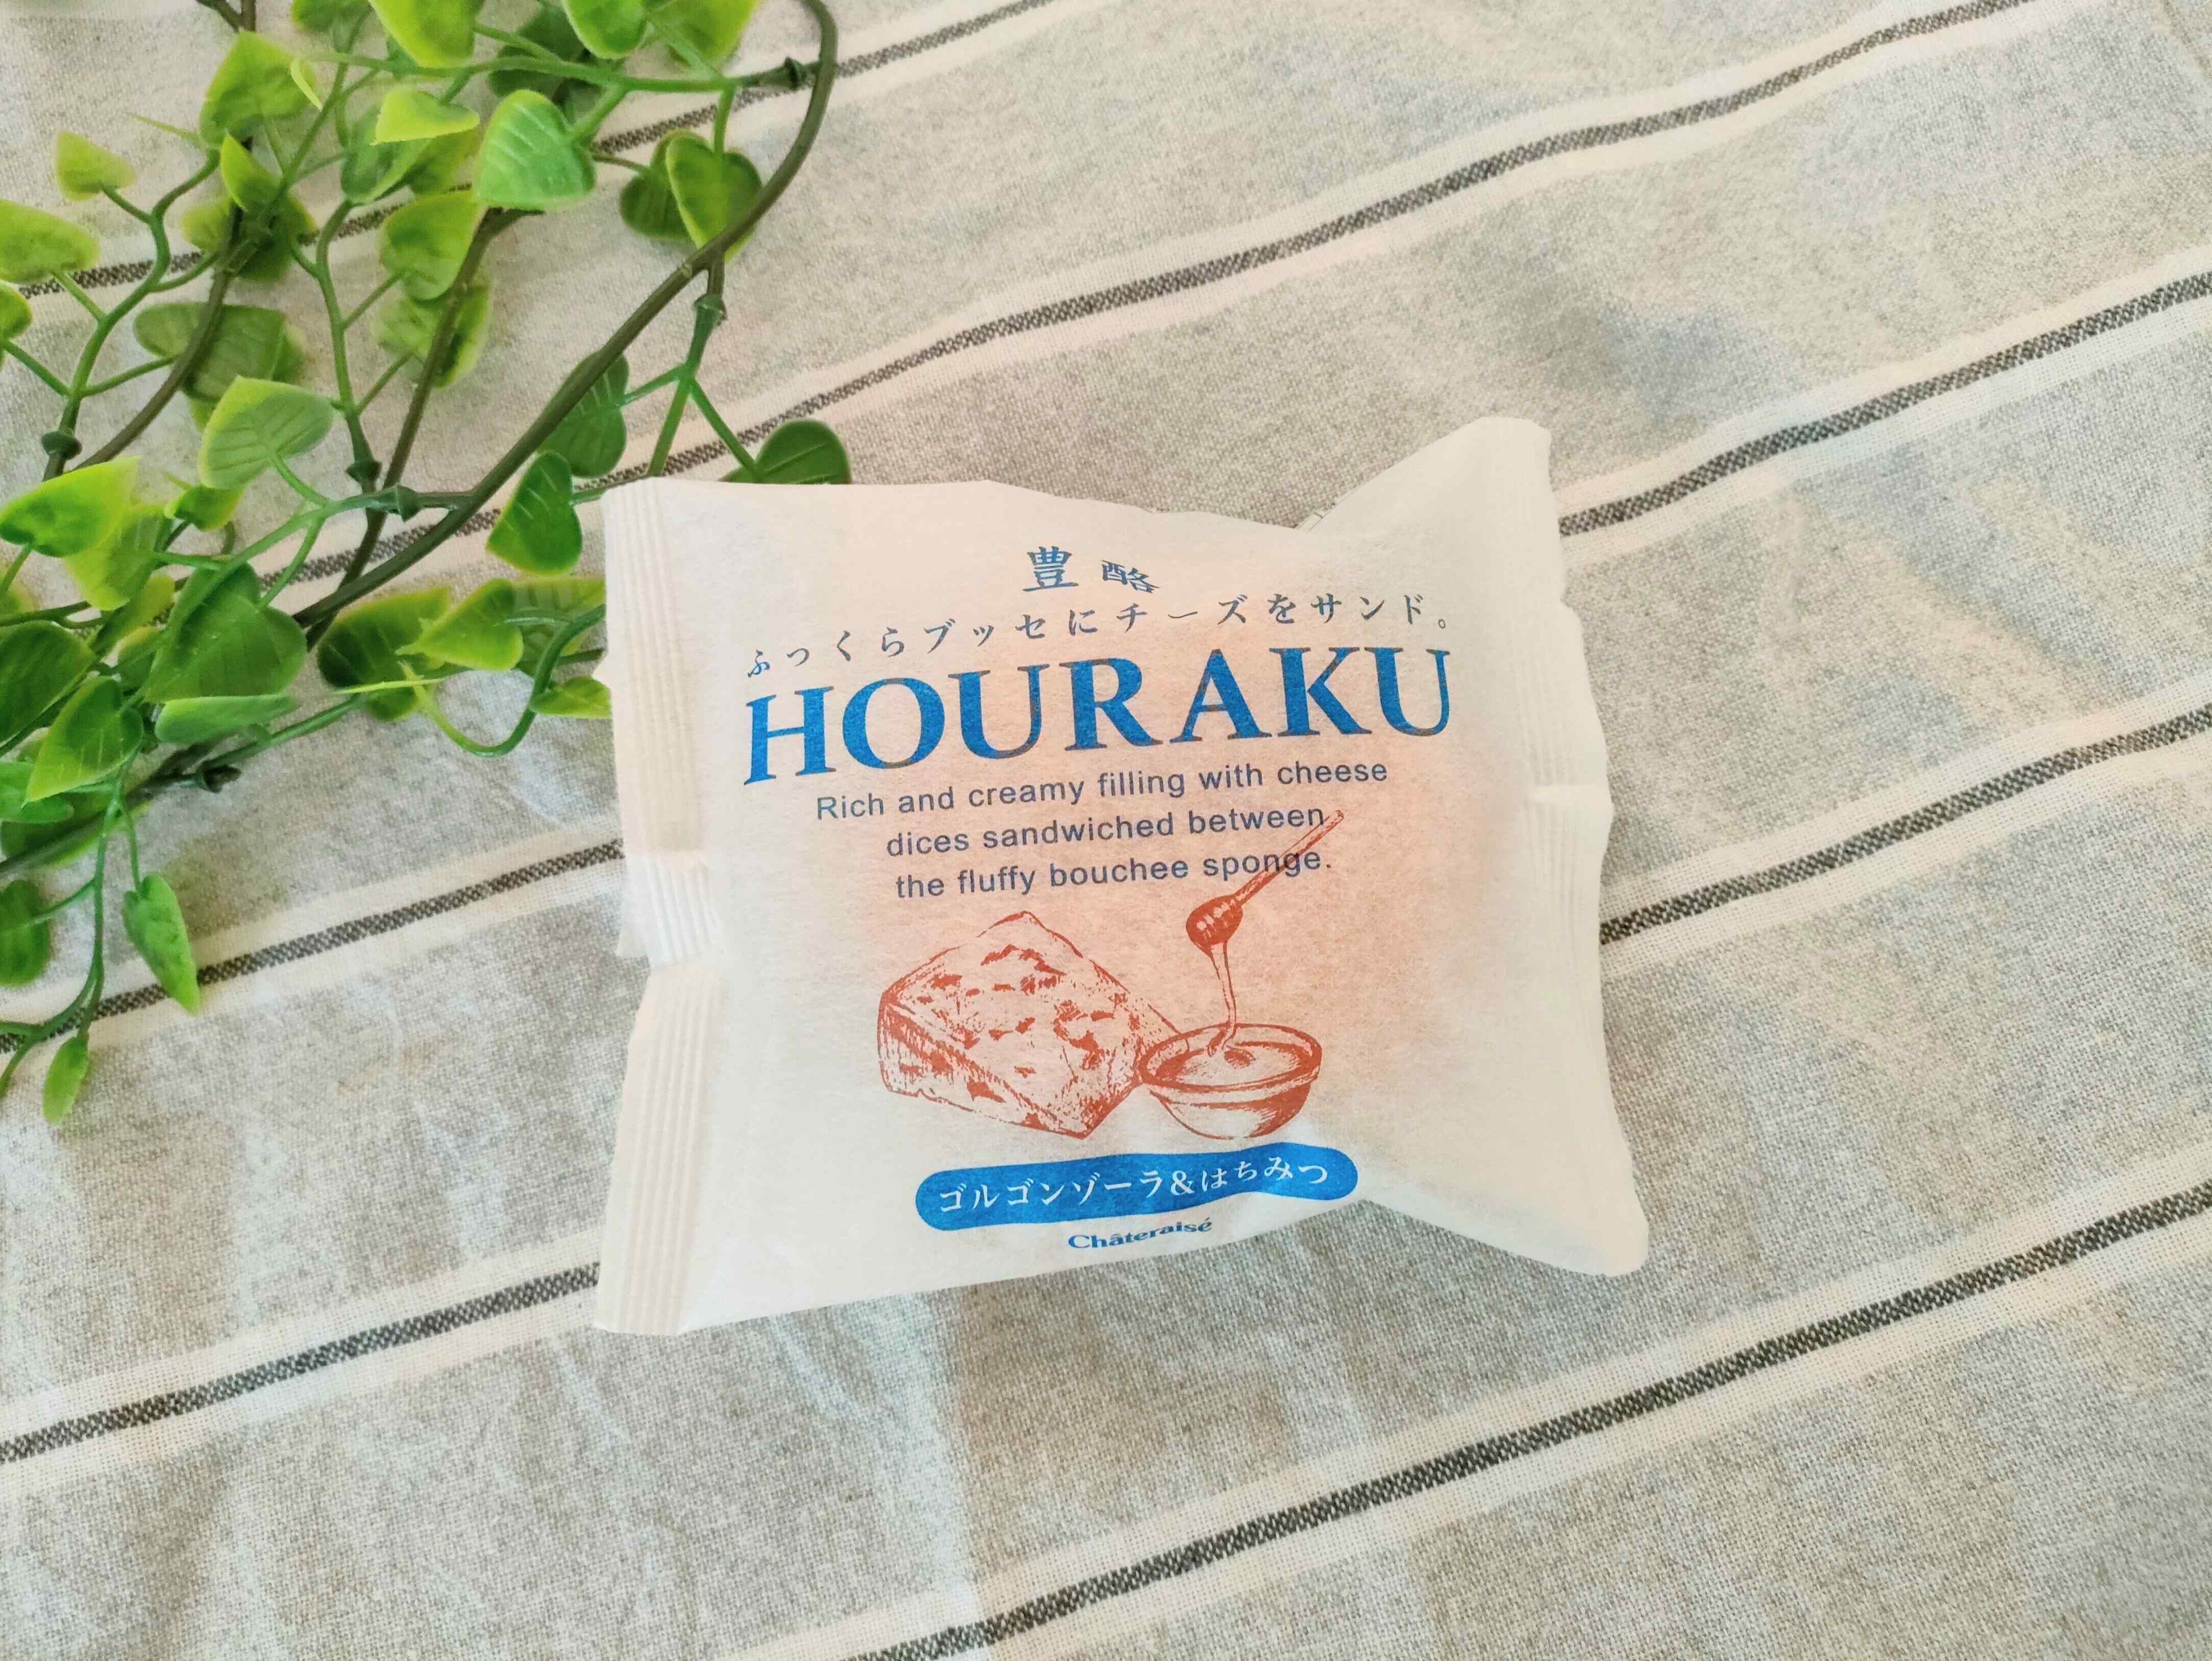 豊酪
ふっくらブッセにチーズをサンド。
HOURAKU
Rich and creamy filling with cheese
dices sandwiched between
the fluffy bouchee sponge.
ゴルゴンゾーラ&はちみつ
Châteraisé